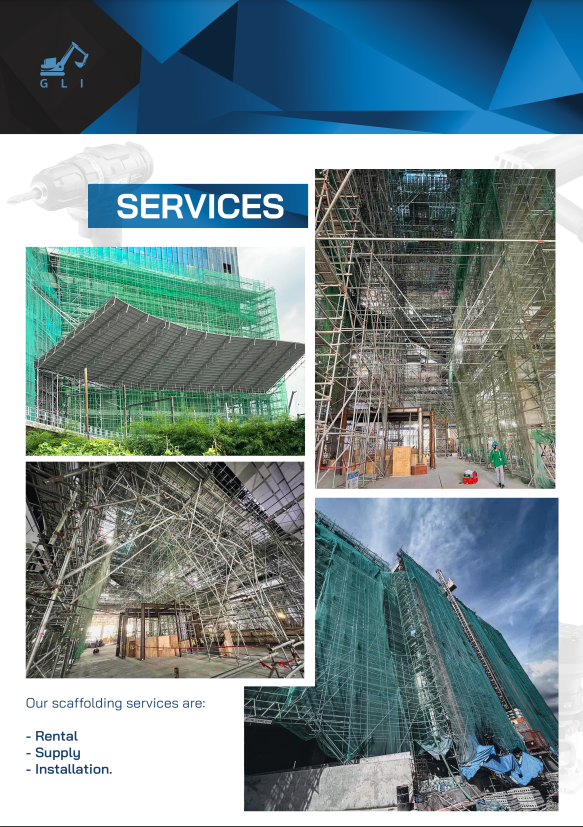 G L I
SERVICES
Our scaffolding services are:
- Rental
- Supply
- Installation.